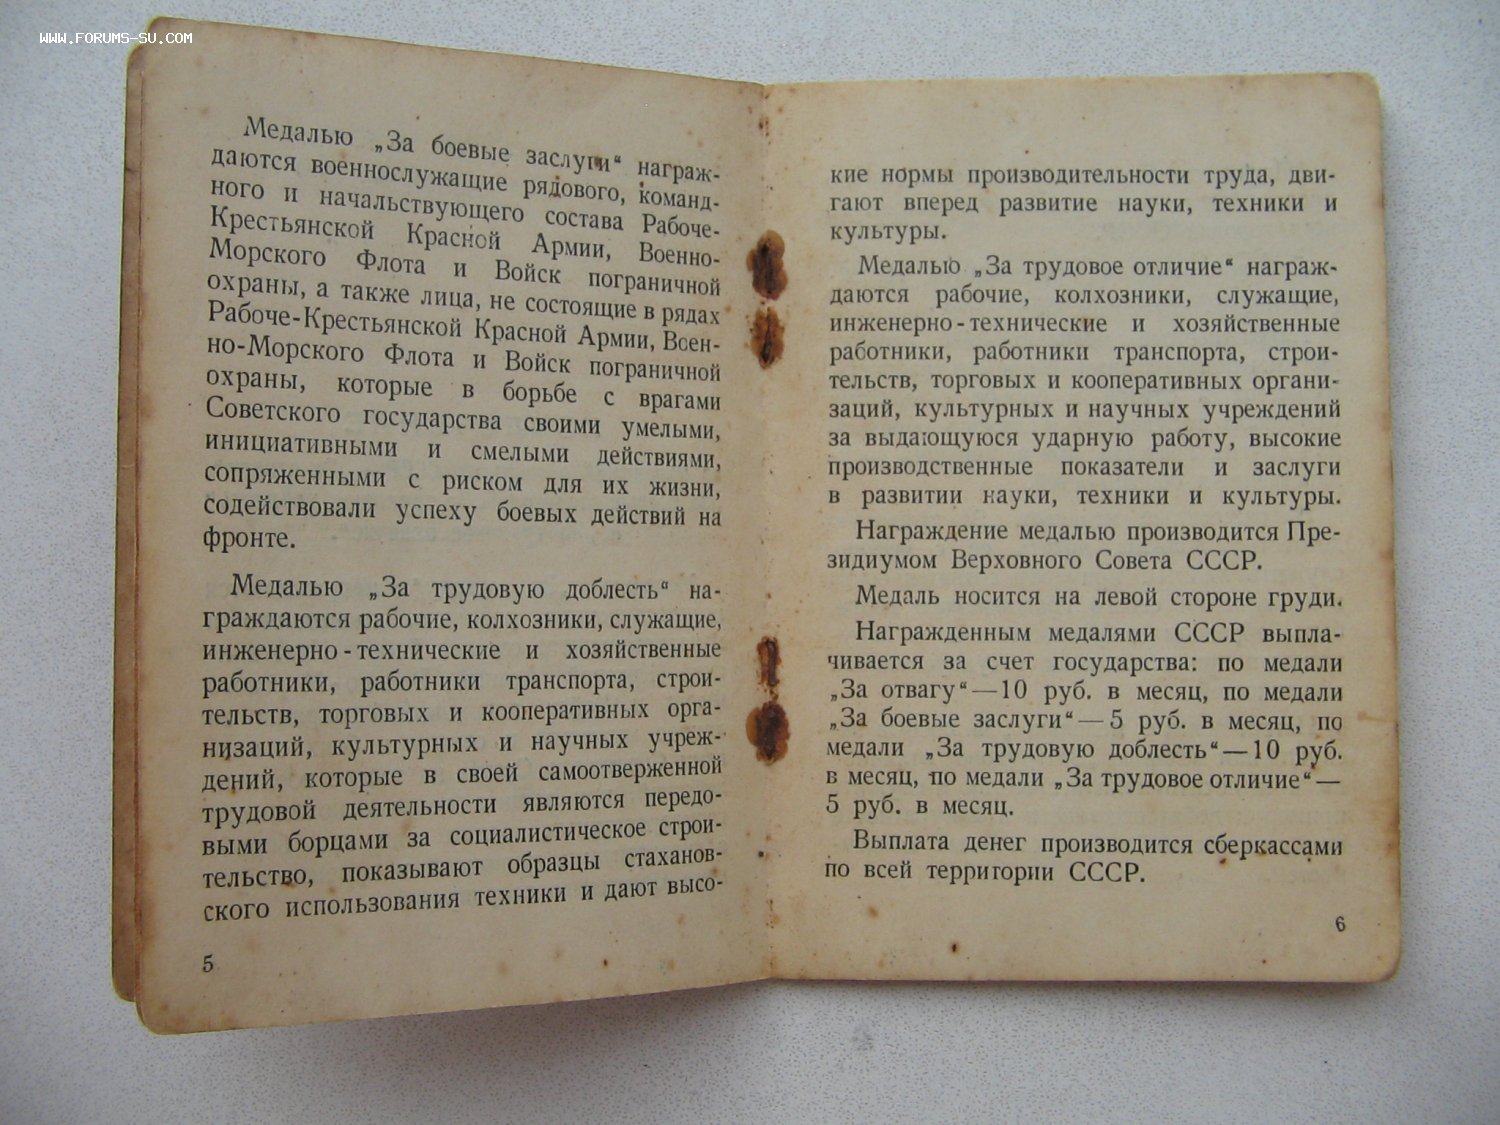 www.forums-su.com
Медалью „За боевые заслуги“ награж-
даются военнослужащие рядового, команд-
ного и начальствующего состава Рабоче-
Крестьянской Красной Армии, Военно-
Морского Флота и Войск пограничной
охраны, а также лица, не состоящие в рядах
Рабоче-Крестьянской Красной Армии, Воен-
но-Морского Флота и Войск пограничной
охраны, которые в борьбе с врагами
Советского государства своими умелыми,
инициативными и смелыми действиями,
сопряженными с риском для их жизни,
содействовали успеху боевых действий на
фронте.
Медалью „За трудовую доблесть“ на-
граждаются рабочие, колхозники, служащие,
инженерно-технические и хозяйственные
работники, работники транспорта, строи-
тельств, торговых и кооперативных орга-
низаций, культурных и научных учреж-
дений, которые в своей самоотверженной
трудовой деятельности являются передо-
выми борцами за социалистическое строи-
тельство, показывают образцы стаханов-
ского использования техники и дают высо-
5
кие нормы производительности труда, дви-
гают вперед развитие науки, техники и
культуры.
Медалью „За трудовое отличие“ награж-
даются рабочие, колхозники, служащие,
инженерно-технические и хозяйственные
работники, работники транспорта, строи-
тельств, торговых и кооперативных органи-
заций, культурных и научных учреждений
за выдающуюся ударную работу, высокие
производственные показатели и заслуги
в развитии науки, техники и культуры.
Награждение медалью производится Пре-
зидиумом Верховного Совета СССР.
Медаль носится на левой стороне груди.
Награжденным медалями СССР выпла-
чивается за счет государства: по медали
„За отвагу“—10 руб. в месяц, по медали
„За боевые заслуги“—5 руб. в месяц, по
медали „За трудовую доблесть“—10 руб.
в месяц, по медали „За трудовое отличие“—
5 руб. в месяц.
Выплата денег производится сберкассами
по всей территории СССР.
6